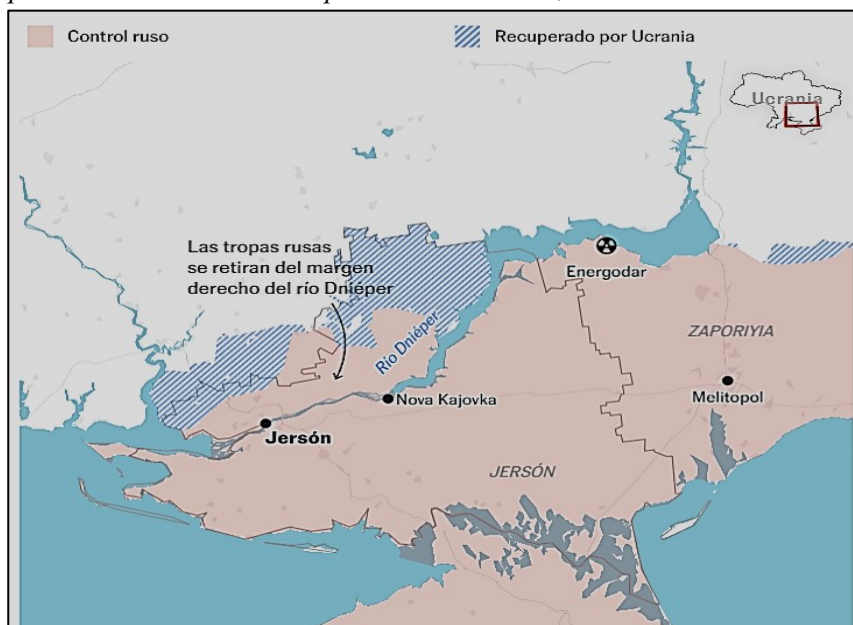 Control ruso
Recuperado por Ucrania
Ucrania
Las tropas rusas
se retiran del margen
derecho del río Dniéper
Energodar
ZAPORIYIA
Río Dniéper
Nova Kajovka
Melitopol
Jersón
JERSÓN